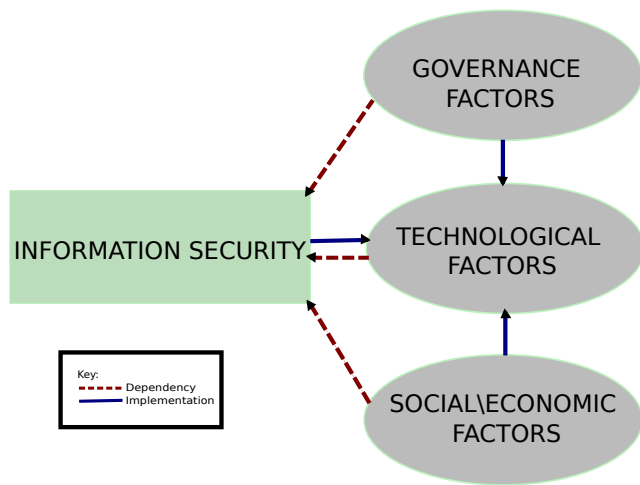 GOVERNANCE
FACTORS
INFORMATION SECURITY
TECHNOLOGICAL
FACTORS
SOCIAL\ECONOMIC
FACTORS
Key:
Dependency
Implementation